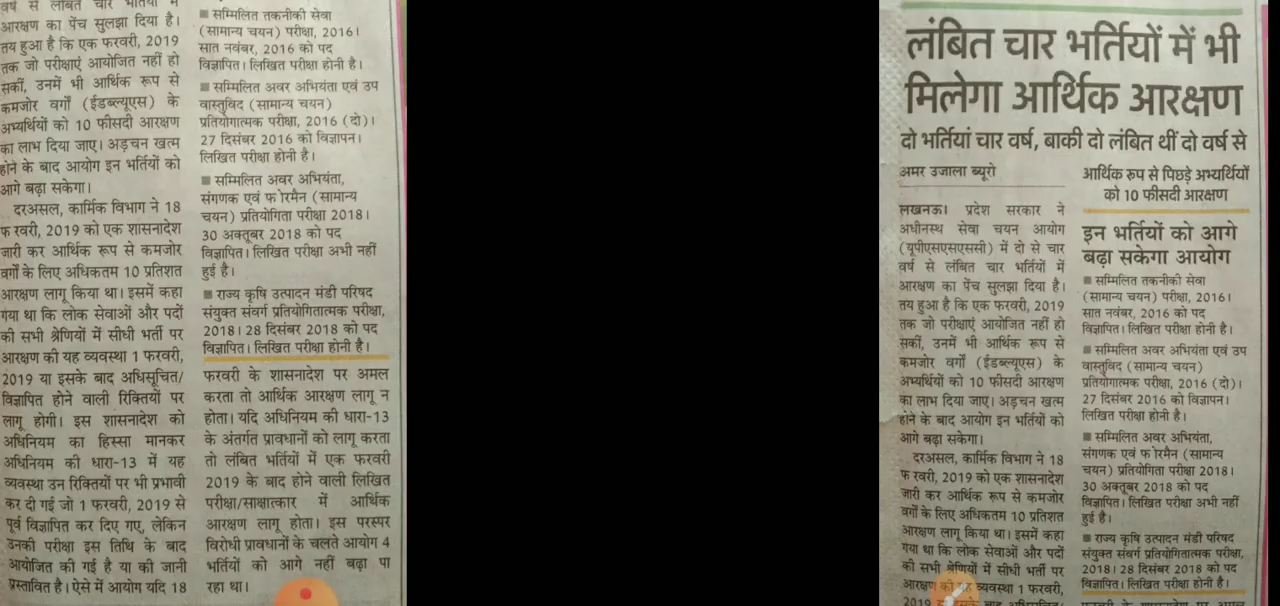 वर्ष से लंबित चार भर्तियों में
आरक्षण का पेंच सुलझा दिया है।
तय हुआ है कि एक फरवरी, 2019
तक जो परीक्षाएं आयोजित नहीं हो
सकीं, उनमें भी आर्थिक रूप से
कमजोर वर्गों (ईडब्ल्यूएस) के
अभ्यर्थियों को 10 फीसदी आरक्षण
का लाभ दिया जाए। अड़चन खत्म
होने के बाद आयोग इन भर्तियों को
आगे बढ़ा सकेगा।
दरअसल, कार्मिक विभाग ने 18
फरवरी, 2019 को एक शासनादेश
जारी कर आर्थिक रूप से कमजोर
वर्गों के लिए अधिकतम 10 प्रतिशत
आरक्षण लागू किया था। इसमें कहा
गया था कि लोक सेवाओं और पदों
की सभी श्रेणियों में सीधी भर्ती पर
आरक्षण की यह व्यवस्था 1 फरवरी,
2019 या इसके बाद अधिसूचित/
विज्ञापित होने वाली रिक्तियों पर
लागू होगी। इस शासनादेश को
अधिनियम का हिस्सा मानकर
अधिनियम की धारा-13 में यह
व्यवस्था उन रिक्तियों पर भी प्रभावी
कर दी गई जो 1 फरवरी, 2019 से
पूर्व विज्ञापित कर दिए गए, लेकिन
उनकी परीक्षा इस तिथि के बाद
आयोजित की गई है या की जानी
प्रस्तावित है। ऐसे में आयोग यदि 18
■ सम्मिलित तकनीकी सेवा
(सामान्य चयन) परीक्षा, 2016।
सात नवंबर, 2016 को पद
विज्ञापित। लिखित परीक्षा होनी है।
■ सम्मिलित अवर अभियंता एवं उप
वास्तुविद (सामान्य चयन)
प्रतियोगात्मक परीक्षा, 2016 (दो)।
27 दिसंबर 2016 को विज्ञापन।
लिखित परीक्षा होनी है।
■ सम्मिलित अवर अभियंता,
संगणक एवं फोरमैन (सामान्य
चयन) प्रतियोगिता परीक्षा 2018।
30 अक्तूबर 2018 को पद
विज्ञापित। लिखित परीक्षा अभी नहीं
हुई है।
■ राज्य कृषि उत्पादन मंडी परिषद
संयुक्त संवर्ग प्रतियोगितात्मक परीक्षा,
2018। 28 दिसंबर 2018 को पद
विज्ञापित। लिखित परीक्षा होनी है।
फरवरी के शासनादेश पर अमल
करता तो आर्थिक आरक्षण लागू न
होता। यदि अधिनियम की धारा-13
के अंतर्गत प्रावधानों को लागू करता
तो लंबित भर्तियों में एक फरवरी
2019 के बाद होने वाली लिखित
परीक्षा/साक्षात्कार में आर्थिक
आरक्षण लागू होता। इस परस्पर
विरोधी प्रावधानों के चलते आयोग 4
भर्तियों को आगे नहीं बढ़ा पा
रहा था।
लंबित चार भर्तियों में भी
मिलेगा आर्थिक आरक्षण
दो भर्तियां चार वर्ष, बाकी दो लंबित थीं दो वर्ष से
अमर उजाला ब्यूरो
लखनऊ। प्रदेश सरकार ने
अधीनस्थ सेवा चयन आयोग
(यूपीएसएसएससी) में दो से चार
वर्ष से लंबित चार भर्तियों में
आरक्षण का पेंच सुलझा दिया है।
तय हुआ है कि एक फरवरी, 2019
तक जो परीक्षाएं आयोजित नहीं हो
सकीं, उनमें भी आर्थिक रूप से
कमजोर वर्गों (ईडब्ल्यूएस) के
अभ्यर्थियों को 10 फीसदी आरक्षण
का लाभ दिया जाए। अड़चन खत्म
होने के बाद आयोग इन भर्तियों को
आगे बढ़ा सकेगा।
दरअसल, कार्मिक विभाग ने 18
फरवरी, 2019 को एक शासनादेश
जारी कर आर्थिक रूप से कमजोर
वर्गों के लिए अधिकतम 10 प्रतिशत
आरक्षण लागू किया था। इसमें कहा
गया था कि लोक सेवाओं और पदों
की सभी श्रेणियों में सीधी भर्ती पर
आरक्षण की यह व्यवस्था 1 फरवरी,
2019
आर्थिक रूप से पिछड़े अभ्यर्थियों
को 10 फीसदी आरक्षण
इन भर्तियों को आगे
बढ़ा सकेगा आयोग
■ सम्मिलित तकनीकी सेवा
(सामान्य चयन) परीक्षा, 2016।
सात नवंबर, 2016 को पद
विज्ञापित। लिखित परीक्षा होनी है।
■ सम्मिलित अवर अभियंता एवं उप
वास्तुविद (सामान्य चयन)
प्रतियोगात्मक परीक्षा, 2016 (दो)।
27 दिसंबर 2016 को विज्ञापन।
लिखित परीक्षा होनी है।
■ सम्मिलित अवर अभियंता,
संगणक एवं फोरमैन (सामान्य
चयन) प्रतियोगिता परीक्षा 2018।
30 अक्तूबर 2018 को पद
विज्ञापित। लिखित परीक्षा अभी नहीं
हुई है।
■ राज्य कृषि उत्पादन मंडी परिषद
संयुक्त संवर्ग प्रतियोगितात्मक परीक्षा,
2018। 28 दिसंबर 2018 को पद
विज्ञापित। लिखित परीक्षा होनी है।